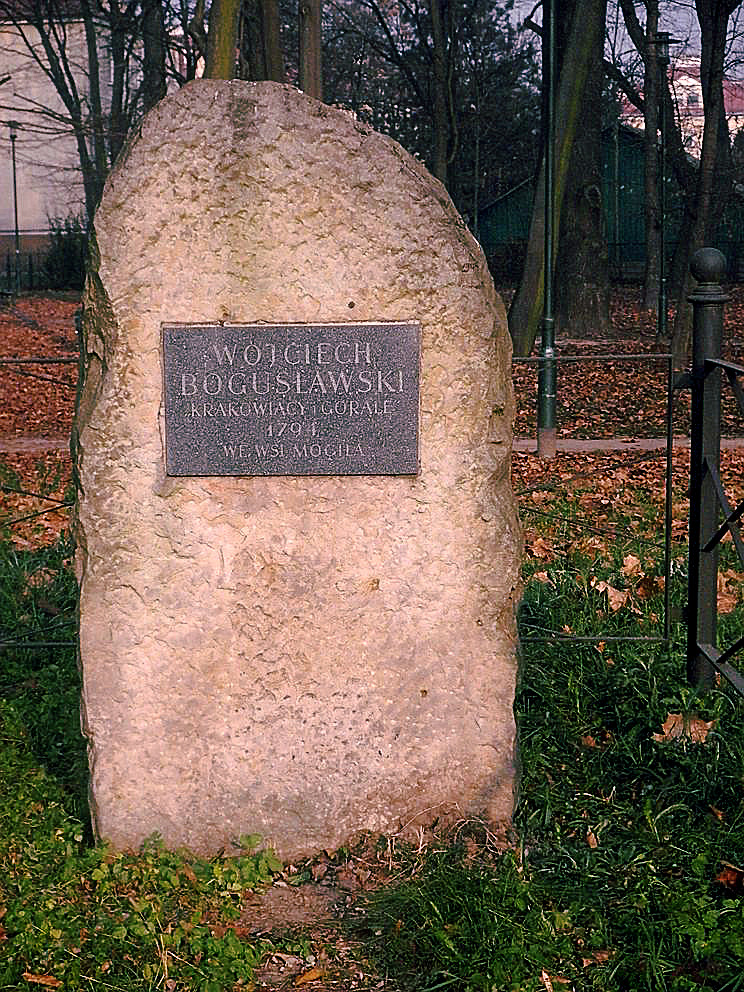 WOJCIECH
BOGUSŁAWSKI
KRAKOWIACY i GÓRALE
1794
WE WSI MOGIŁA